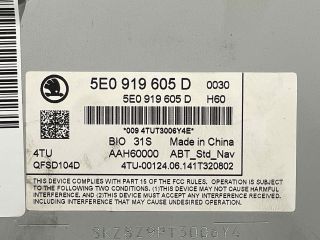 5E0 919 605 D 0030
5E0 919 605 D H60
*009 4TUT3006Y4E*
BIO 31S Made in China
4TU AAH60000 ABT_Std_Nav
QFSD104D 4TU-00124.06.141T320802
THIS DEVICE COMPLIES WITH PART 15 OF THE FCC RULES.
OPERATION IS SUBJECT TO THE FOLLOWING TWO CONDITIONS:
(1) THIS DEVICE MAY NOT CAUSE HARMFUL INTERFERENCE, AND
(2) THIS DEVICE MUST ACCEPT ANY INTERFERENCE RECEIVED,
INCLUDING INTERFERENCE THAT MAY CAUSE UNDESIRED
OPERATION.